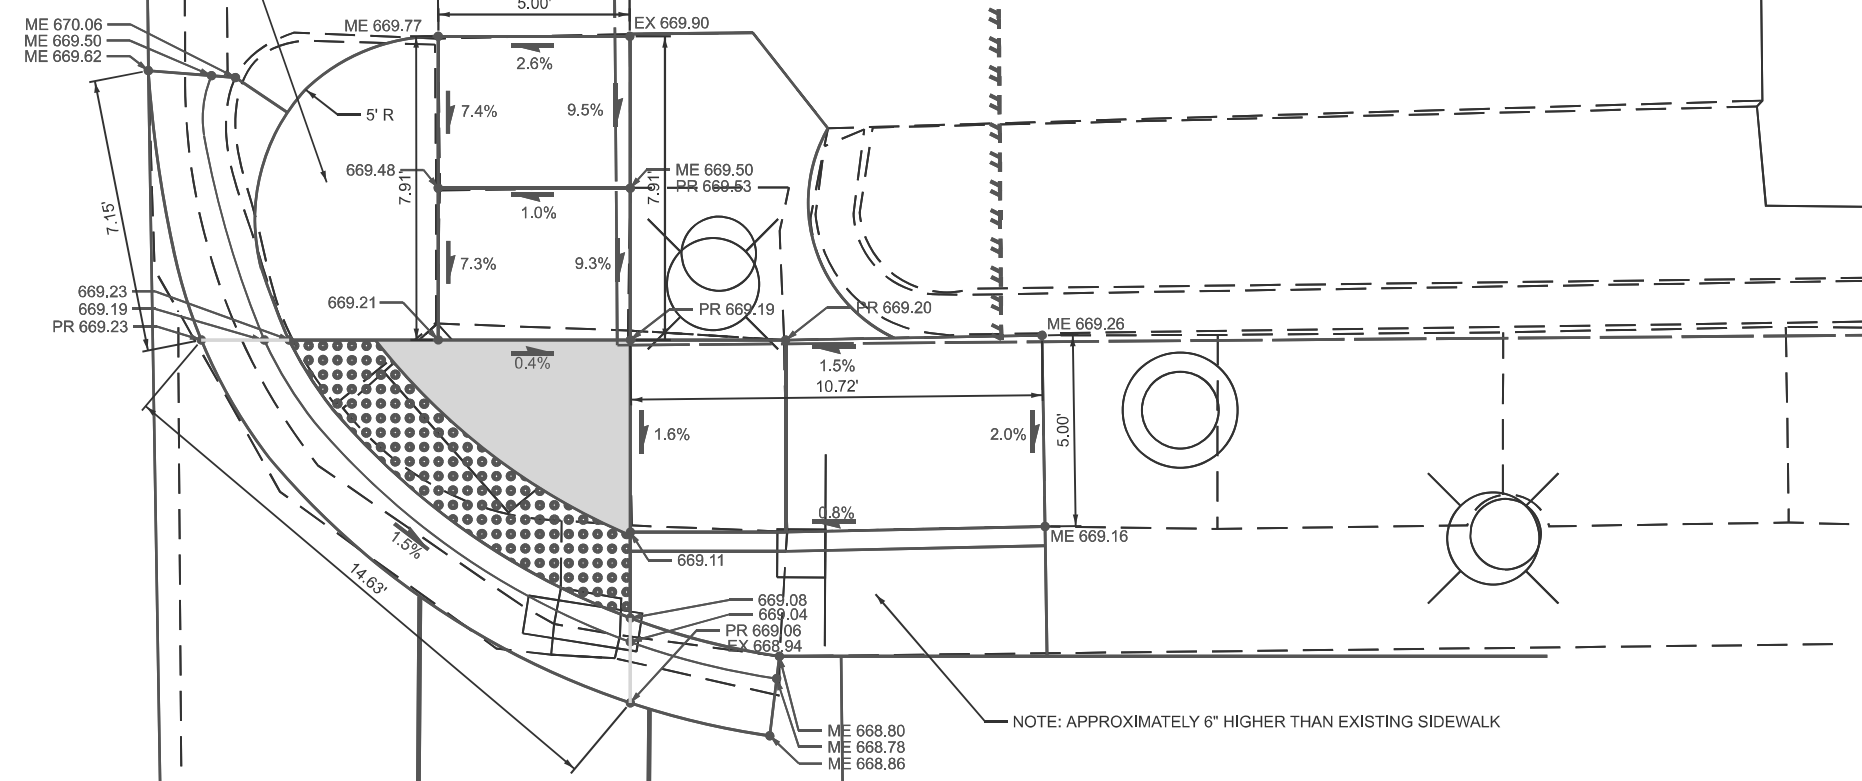 5.00'
ME 670.06
ME 669.50
ME 669.62
ME 669.77
EX 669.90
2.6%
7.4%
9.5%
5' R
669.48
7.91'
ME 669.50
PR 669.53
7.91'
1.0%
7.15'
7.3%
9.3%
669.23
669.19
PR 669.23
669.21
PR 669.19
PR 669.20
ME 669.26
0.4%
1.5%
10.72'
1.6%
2.0%
5.00'
0.8%
ME 669.16
1.5%
14.63'
669.11
669.08
669.04
PR 669.06
EX 668.94
NOTE: APPROXIMATELY 6" HIGHER THAN EXISTING SIDEWALK
ME 668.80
ME 668.78
ME 668.86